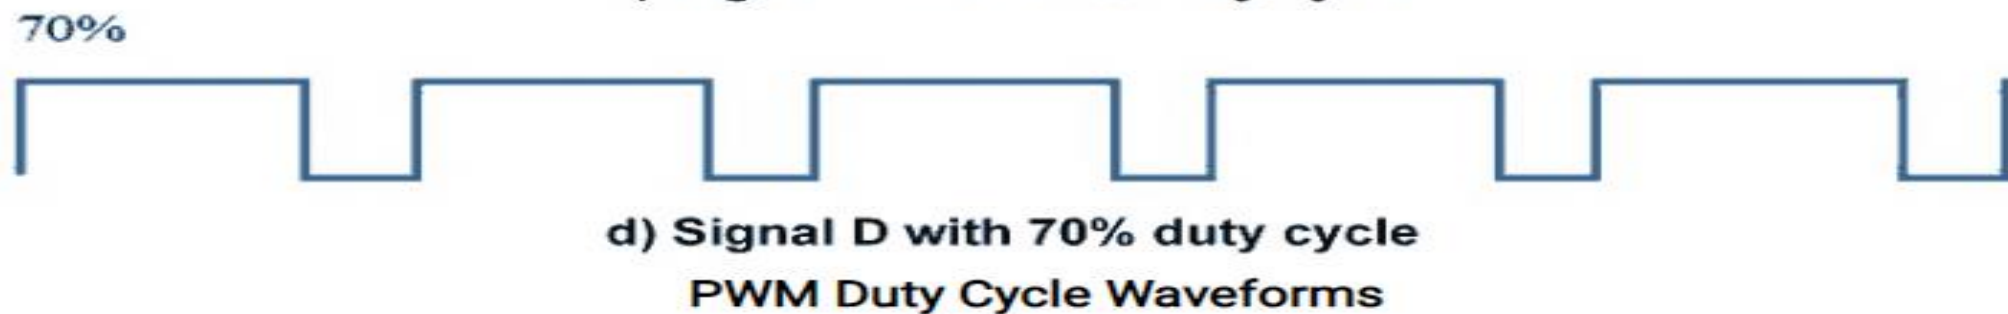 70%
d) Signal D with 70% duty cycle
PWM Duty Cycle Waveforms